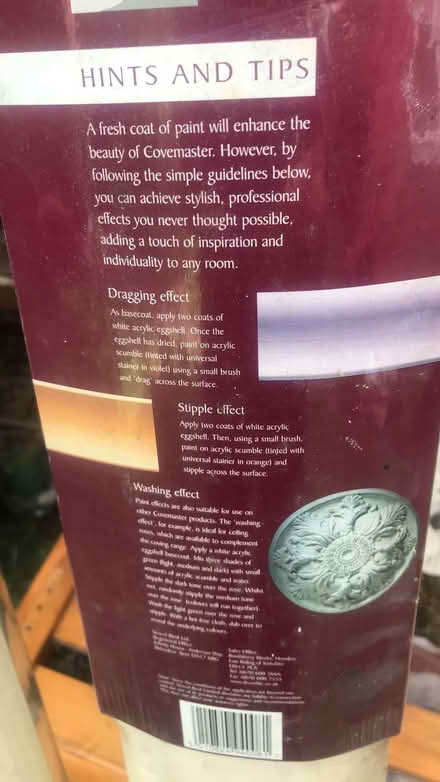 HINTS AND TIPS
A fresh coat of paint will enhance the
beauty of Covemaster. However, by
following the simple guidelines below,
you can achieve stylish, professional
effects you never thought possible,
adding a touch of inspiration and
individuality to any room.
Dragging effect
As basecoat, apply two coats of
white acrylic eggshell. Once the
eggshell has dried, paint on acrylic
scumble (tinted with universal
stainer in violet) using a small brush
and 'drag' across the surface.
Stipple effect
Apply two coats of white acrylic
eggshell. Then, using a small brush,
paint on acrylic scumble (tinted with
universal stainer in orange) and
stipple across the surface.
Washing effect
Paint effects are also suitable for use on
other Covemaster products. The 'washing
effect', for example, is ideal for ceiling
roses, which are available to complement
the coving range. Apply a white acrylic
eggshell basecoat. Mix three shades of
green (light, medium and dark) with small
amounts of acrylic scumble and water.
Stipple the dark tone over the rose. Whilst
wet, randomly stipple the medium tone
over the rose. (colours will run together).
Wash the light green over the rose and
stipple. With a lint-free cloth, dab over to
reveal the underlying colours.
Registered Office
Sales Office